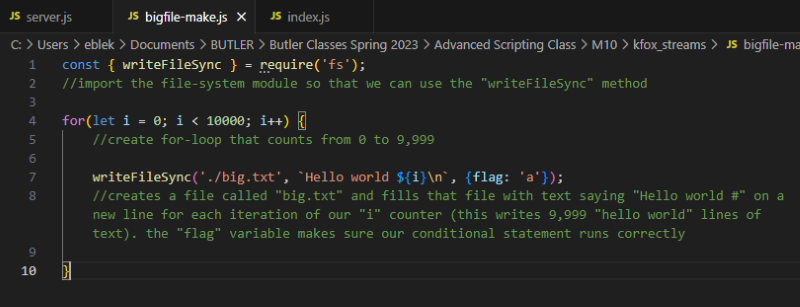 JS server.js JS bigfile-make.js × JS index.js
C: > Users > eblek > Documents > BUTLER > Butler Classes Spring 2023 > Advanced Scripting Class > M10 > kfox_streams > JS bigfile-ma
1 const { writeFileSync } = require('fs');
2 //import the file-system module so that we can use the "writeFileSync" method
3
4 for(let i = 0; i < 10000; i++) {
5 //create for-loop that counts from 0 to 9,999
6
7 writeFileSync('./big.txt', `Hello world ${i}\n`, {flag: 'a'});
8 //creates a file called "big.txt" and fills that file with text saying "Hello world #" on a
new line for each iteration of our "i" counter (this writes 9,999 "hello world" lines of
text). the "flag" variable makes sure our conditional statement runs correctly
9
10 }